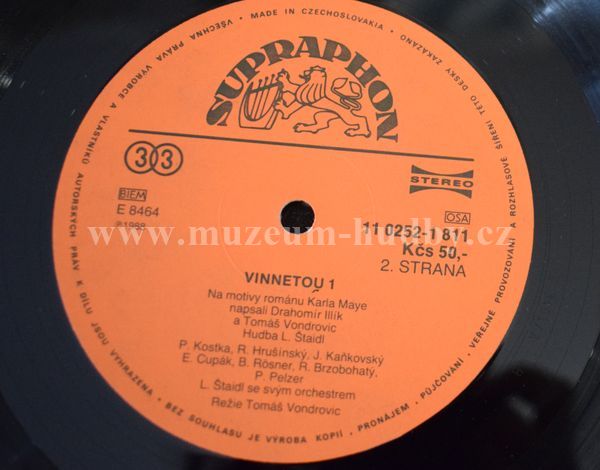 VŠECHNA PRÁVA VÝROBCE A VLASTNÍKŮ AUTORSKÝCH PRÁV K DÍLU JSOU VYHRAZENA • BEZ SOUHLASU JE VÝROBA KOPIÍ • PRONÁJEM • PŮJČOVÁNÍ • VEŘEJNÉ PROVOZOVÁNÍ A ROZHLASOVÉ ŠÍŘENÍ TÉTO DESKY ZAKÁZÁNO
MADE IN CZECHOSLOVAKIA
SUPRAPHON
33
STEREO
BIEM
E 8464
℗ 1988
OSA
11 0252-1 811
Kčs 50,-
2. STRANA
www.muzeum-hudby.cz
VINNETOU 1
Na motivy románu Karla Maye
napsali Drahomír Illík
a Tomáš Vondrovic
Hudba L. Štaidl
P. Kostka, R. Hrušínský, J. Kaňkovský
E. Cupák, B. Rösner, R. Brzobohatý,
P. Pelzer
L. Štaidl se svým orchestrem
Režie Tomáš Vondrovic